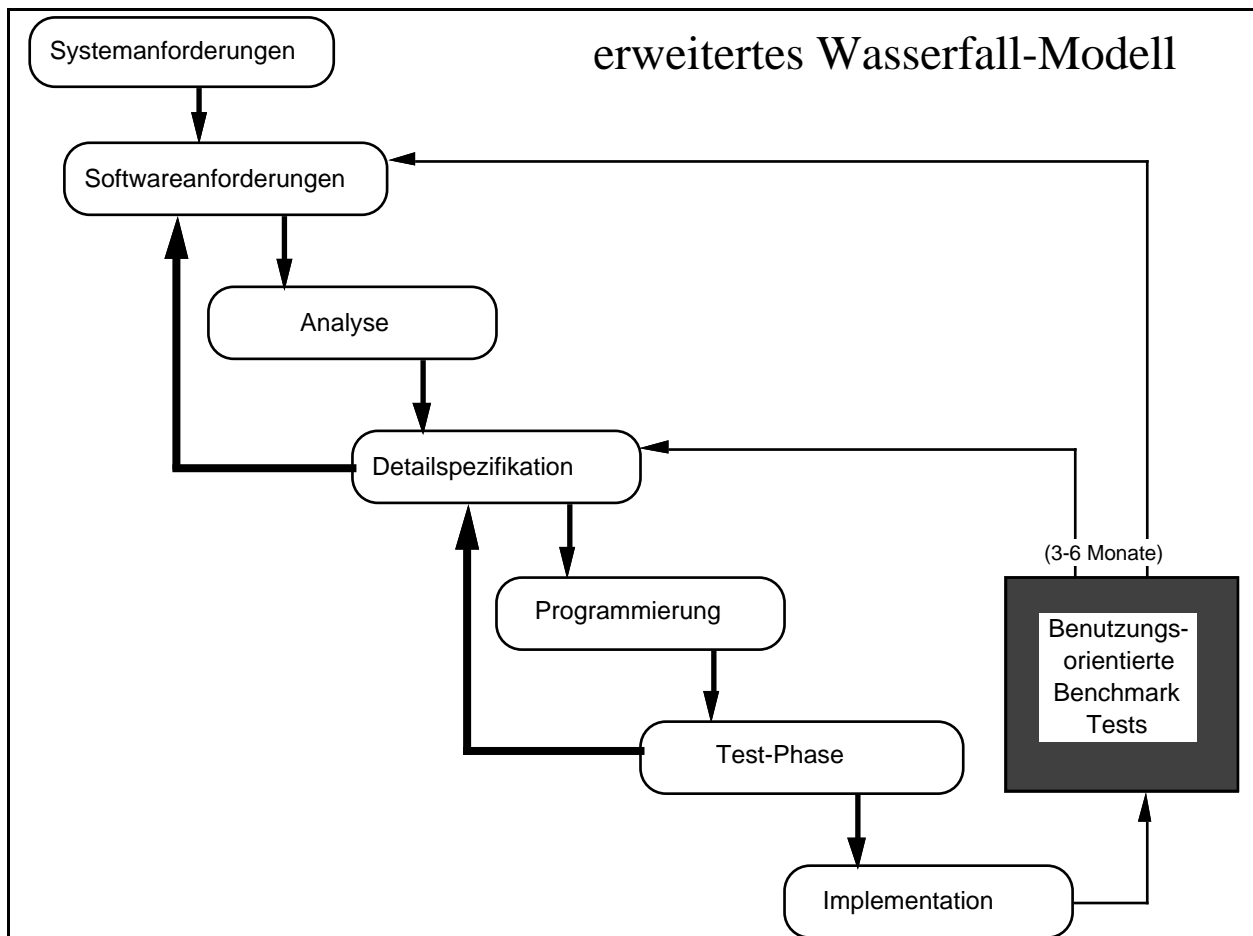 erweitertes Wasserfall-Modell
Systemanforderungen
Softwareanforderungen
Analyse
Detailspezifikation
(3-6 Monate)
Programmierung
Benutzungs-
orientierte
Benchmark
Tests
Test-Phase
Implementation